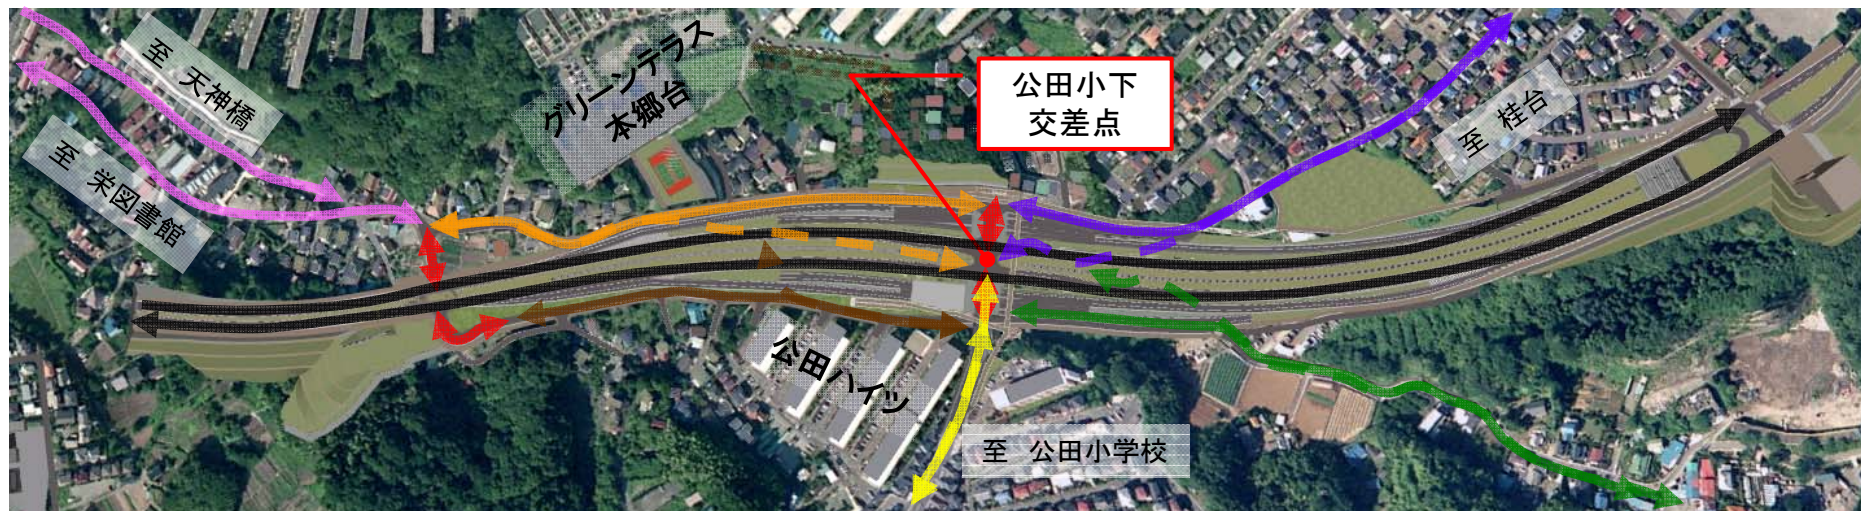 至 天神橋
至 栄図書館
グリーンテラス
本郷台
公田小下
交差点
至 桂台
公田ハイツ
至 公田小学校